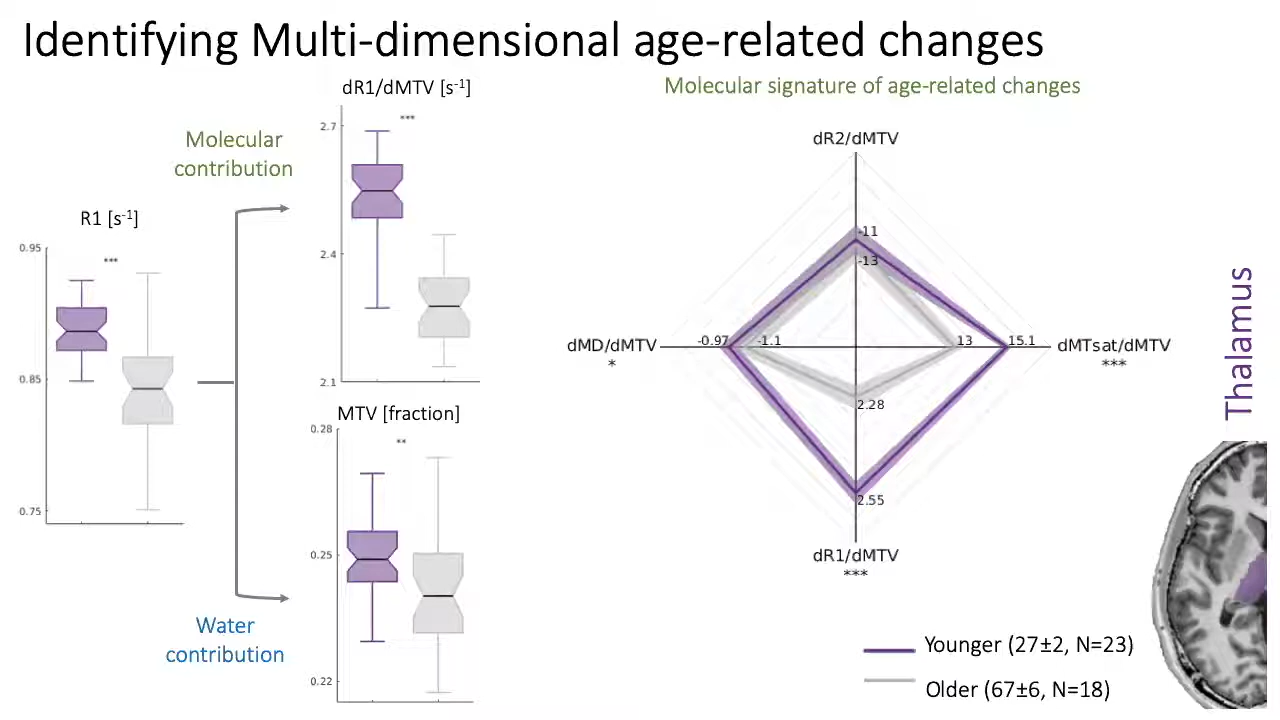 Identifying Multi-dimensional age-related changes
Molecular
contribution
R1 [s-1]
0.95
0.85
0.75
***
dR1/dMTV [s-1]
2.7
2.4
2.1
***
MTV [fraction]
0.28
0.25
0.22
**
Water
contribution
Molecular signature of age-related changes
dR2/dMTV
-11
-13
dMD/dMTV
*
-0.97
-1.1
13
15.1
dMTsat/dMTV
***
2.28
2.55
dR1/dMTV
***
Thalamus
Younger (27±2, N=23)
Older (67±6, N=18)